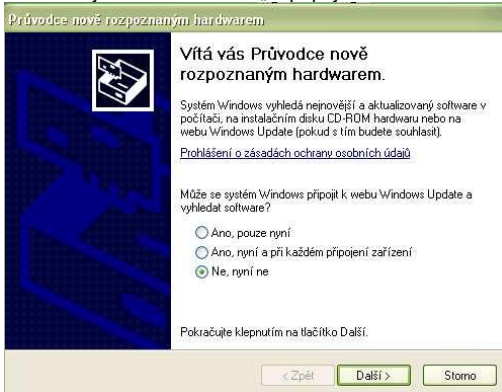 Průvodce nově rozpoznaným hardwarem
Vítá vás Průvodce nově
rozpoznaným hardwarem.
Systém Windows vyhledá nejnovější a aktualizovaný software v
počítači, na instalačním disku CD-ROM hardwaru nebo na
webu Windows Update (pokud s tím budete souhlasit).
Prohlášení o zásadách ochrany osobních údajů
Může se systém Windows připojit k webu Windows Update a
vyhledat software?
Ano, pouze nyní
Ano, nyní a při každém připojení zařízení
Ne, nyní ne
Pokračujte klepnutím na tlačítko Další.
< Zpět
Další >
Storno